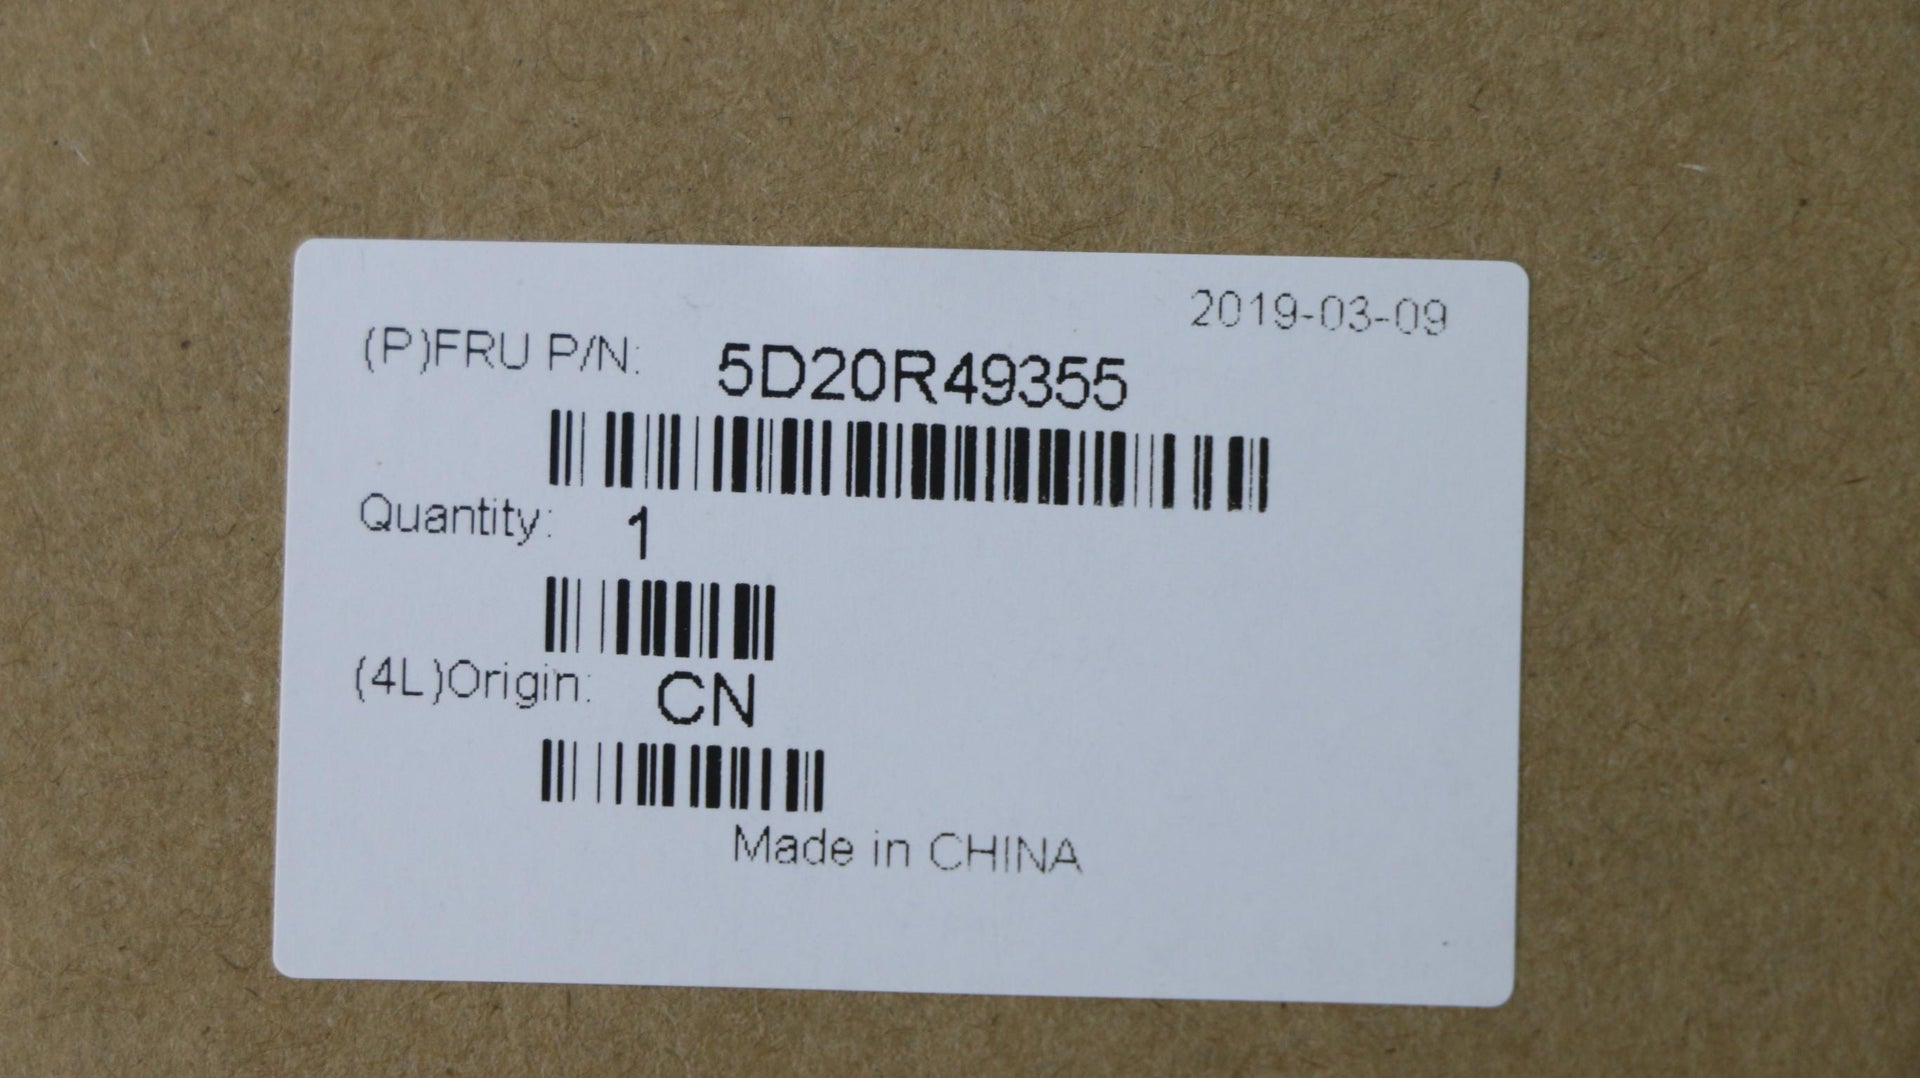 2019-03-09
(P)FRU P/N: 5D20R49355
Quantity: 1
(4L)Origin: CN
Made in CHINA